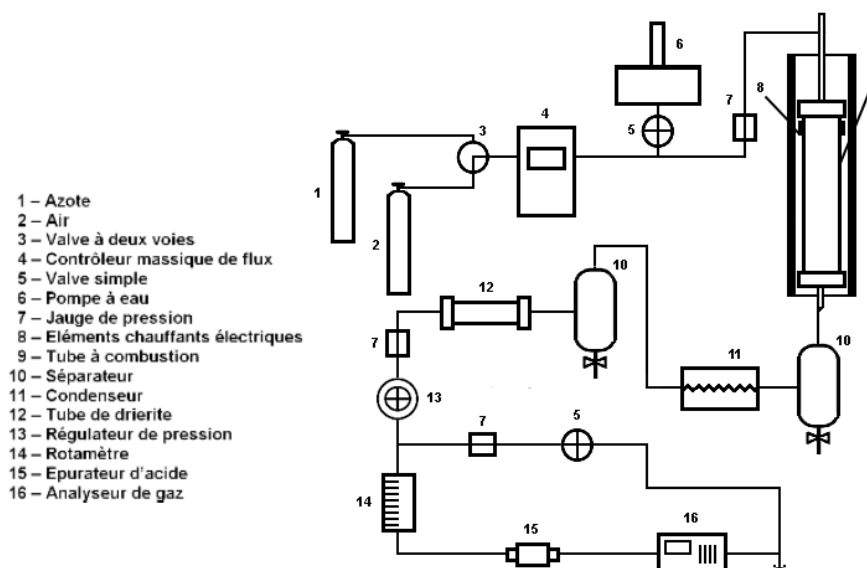 1 – Azote
2 – Air
3 – Valve à deux voies
4 – Contrôleur massique de flux
5 – Valve simple
6 – Pompe à eau
7 – Jauge de pression
8 – Eléments chauffants électriques
9 – Tube à combustion
10 – Séparateur
11 – Condenseur
12 – Tube de drierite
13 – Régulateur de pression
14 – Rotamètre
15 – Epurateur d'acide
16 – Analyseur de gaz
6
8
7
4
5
3
1
2
10
12
7
11
10
13
7
5
14
15
16